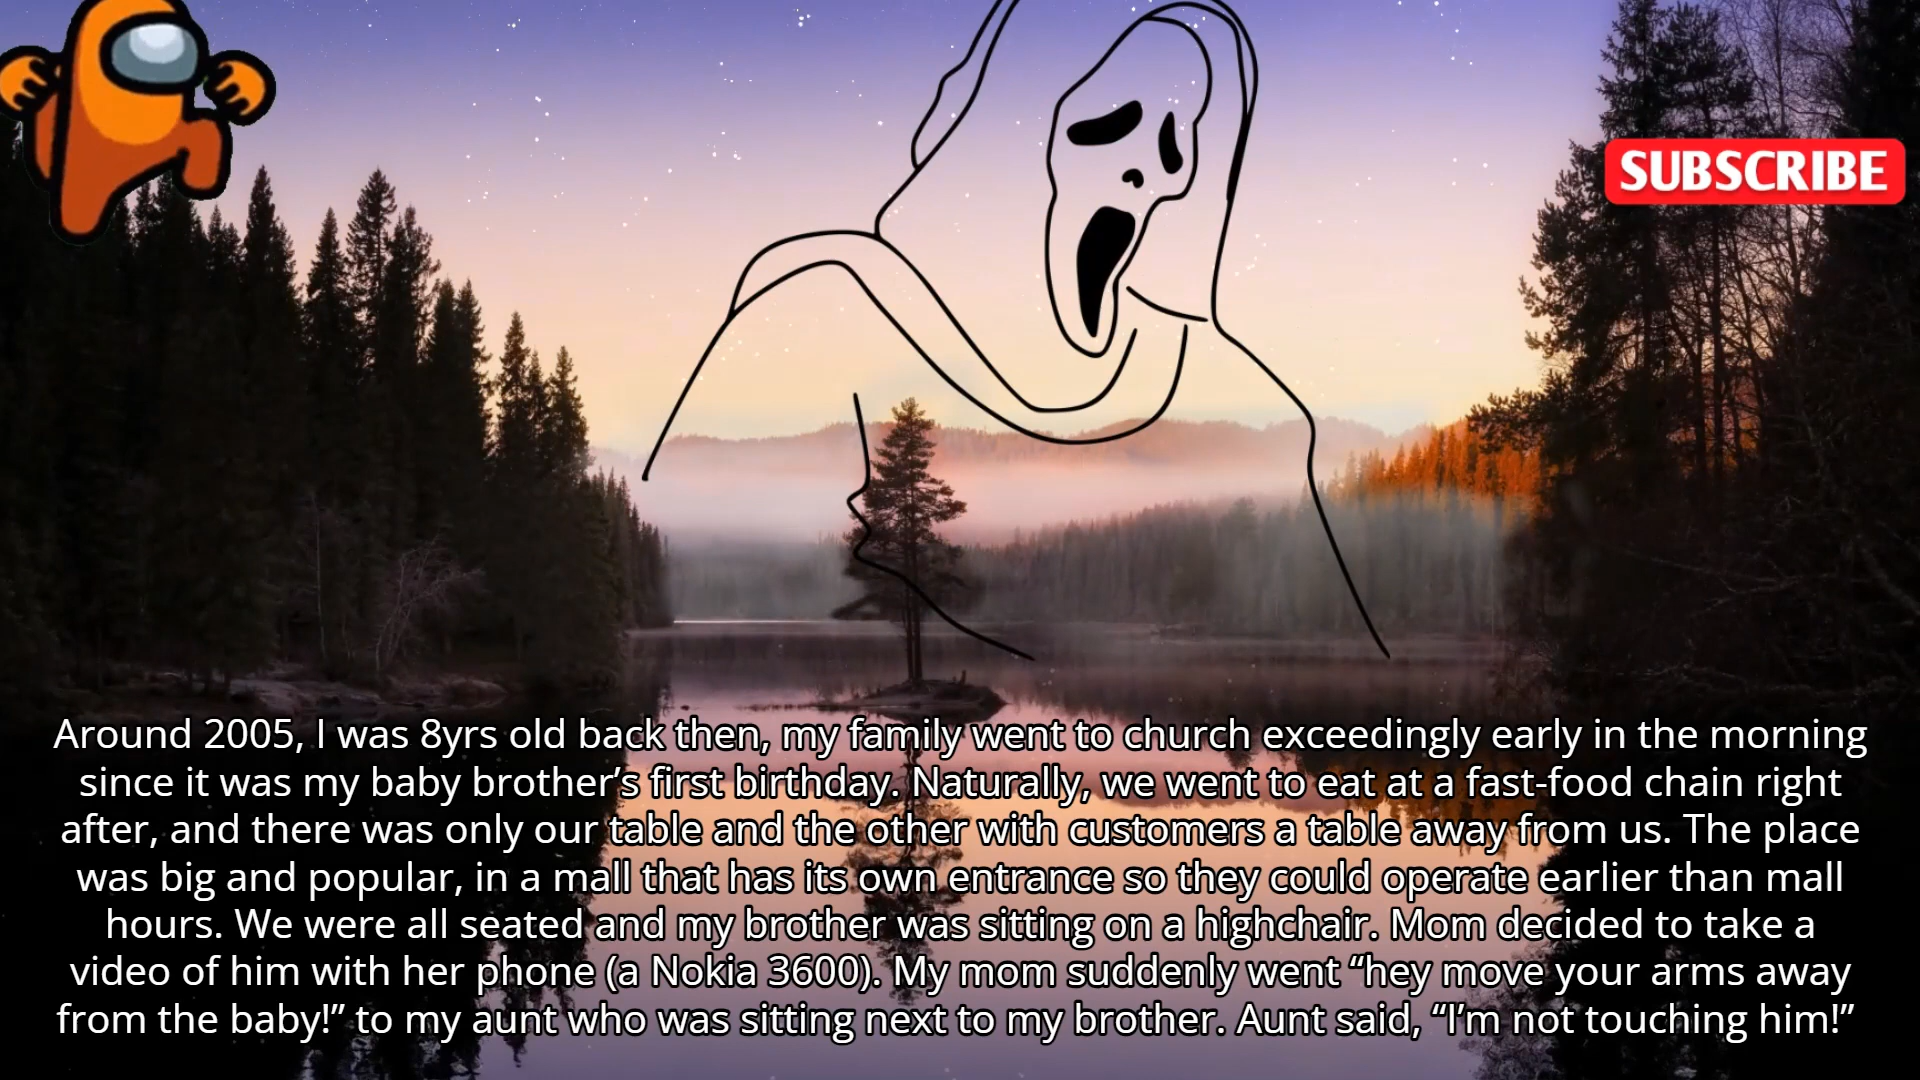 SUBSCRIBE
Around 2005, I was 8yrs old back then, my family went to church exceedingly early in the morning
since it was my baby brother’s first birthday. Naturally, we went to eat at a fast-food chain right
after, and there was only our table and the other with customers a table away from us. The place
was big and popular, in a mall that has its own entrance so they could operate earlier than mall
hours. We were all seated and my brother was sitting on a highchair. Mom decided to take a
video of him with her phone (a Nokia 3600). My mom suddenly went “hey move your arms away
from the baby!” to my aunt who was sitting next to my brother. Aunt said, “I’m not touching him!”